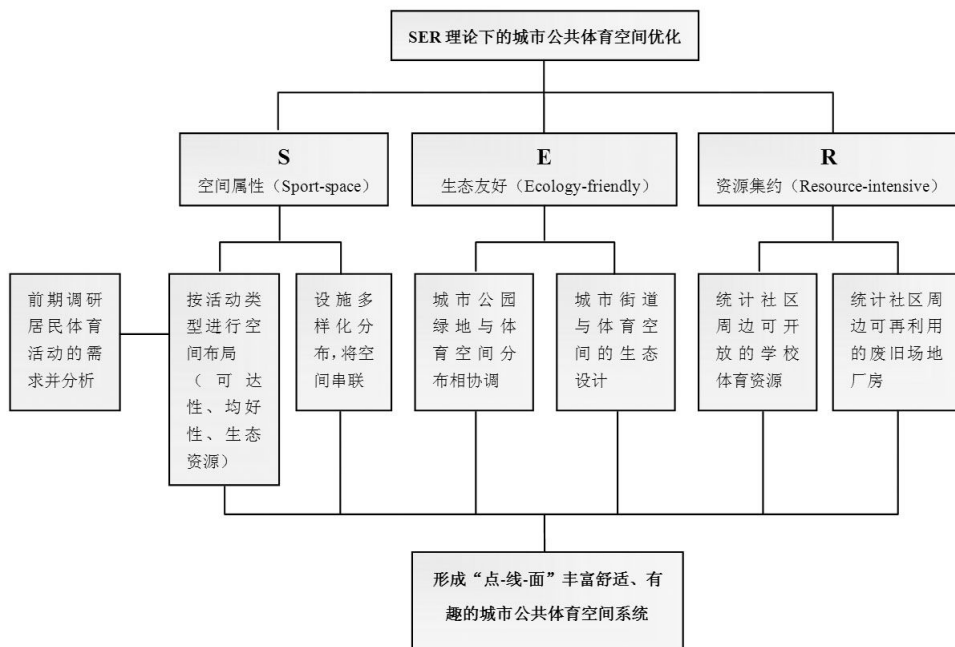 SER 理论下的城市公共体育空间优化
S
空间属性（Sport-space）
E
生态友好（Ecology-friendly）
R
资源集约（Resource-intensive）
前期调研
居民体育
活动的需
求并分析
按活动类
型进行空
间布局
（可达
性、均好
性、生态
资源）
设施多
样化分
布，将空
间串联
城市公园
绿地与体
育空间分
布相协调
城市街道
与体育空
间的生态
设计
统计社区
周边可开
放的学校
体育资源
统计社区周
边可再利用
的废旧场地
厂房
形成“点-线-面”丰富舒适、有
趣的城市公共体育空间系统